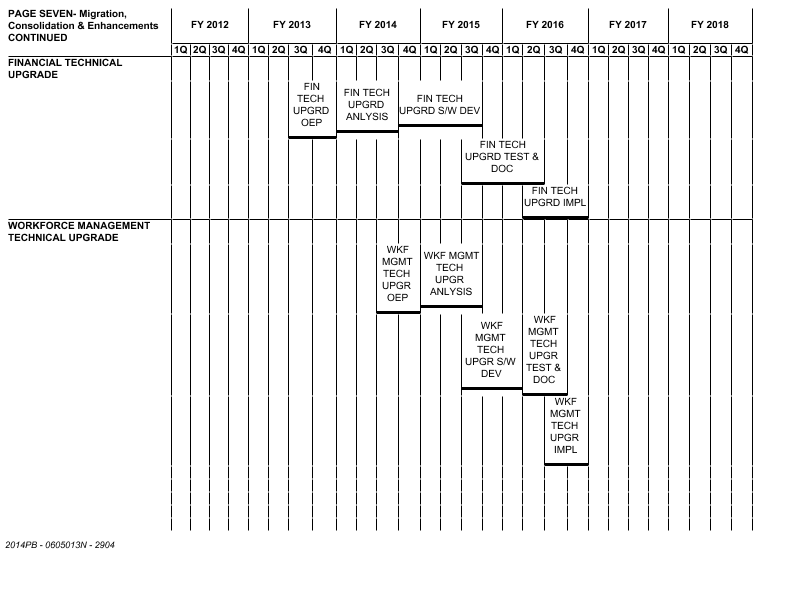 PAGE SEVEN- Migration,
Consolidation & Enhancements
CONTINUED
FY 2012 FY 2013 FY 2014 FY 2015 FY 2016 FY 2017 FY 2018
1Q 2Q 3Q 4Q 1Q 2Q 3Q 4Q 1Q 2Q 3Q 4Q 1Q 2Q 3Q 4Q 1Q 2Q 3Q 4Q 1Q 2Q 3Q 4Q 1Q 2Q 3Q 4Q
FINANCIAL TECHNICAL
UPGRADE
FIN
TECH
UPGRD
OEP
FIN TECH
UPGRD
ANLYSIS
FIN TECH
UPGRD S/W DEV
FIN TECH
UPGRD TEST &
DOC
FIN TECH
UPGRD IMPL
WORKFORCE MANAGEMENT
TECHNICAL UPGRADE
WKF
MGMT
TECH
UPGR
OEP
WKF MGMT
TECH
UPGR
ANLYSIS
WKF
MGMT
TECH
UPGR S/W
DEV
WKF
MGMT
TECH
UPGR
TEST &
DOC
WKF
MGMT
TECH
UPGR
IMPL
2014PB - 0605013N - 2904